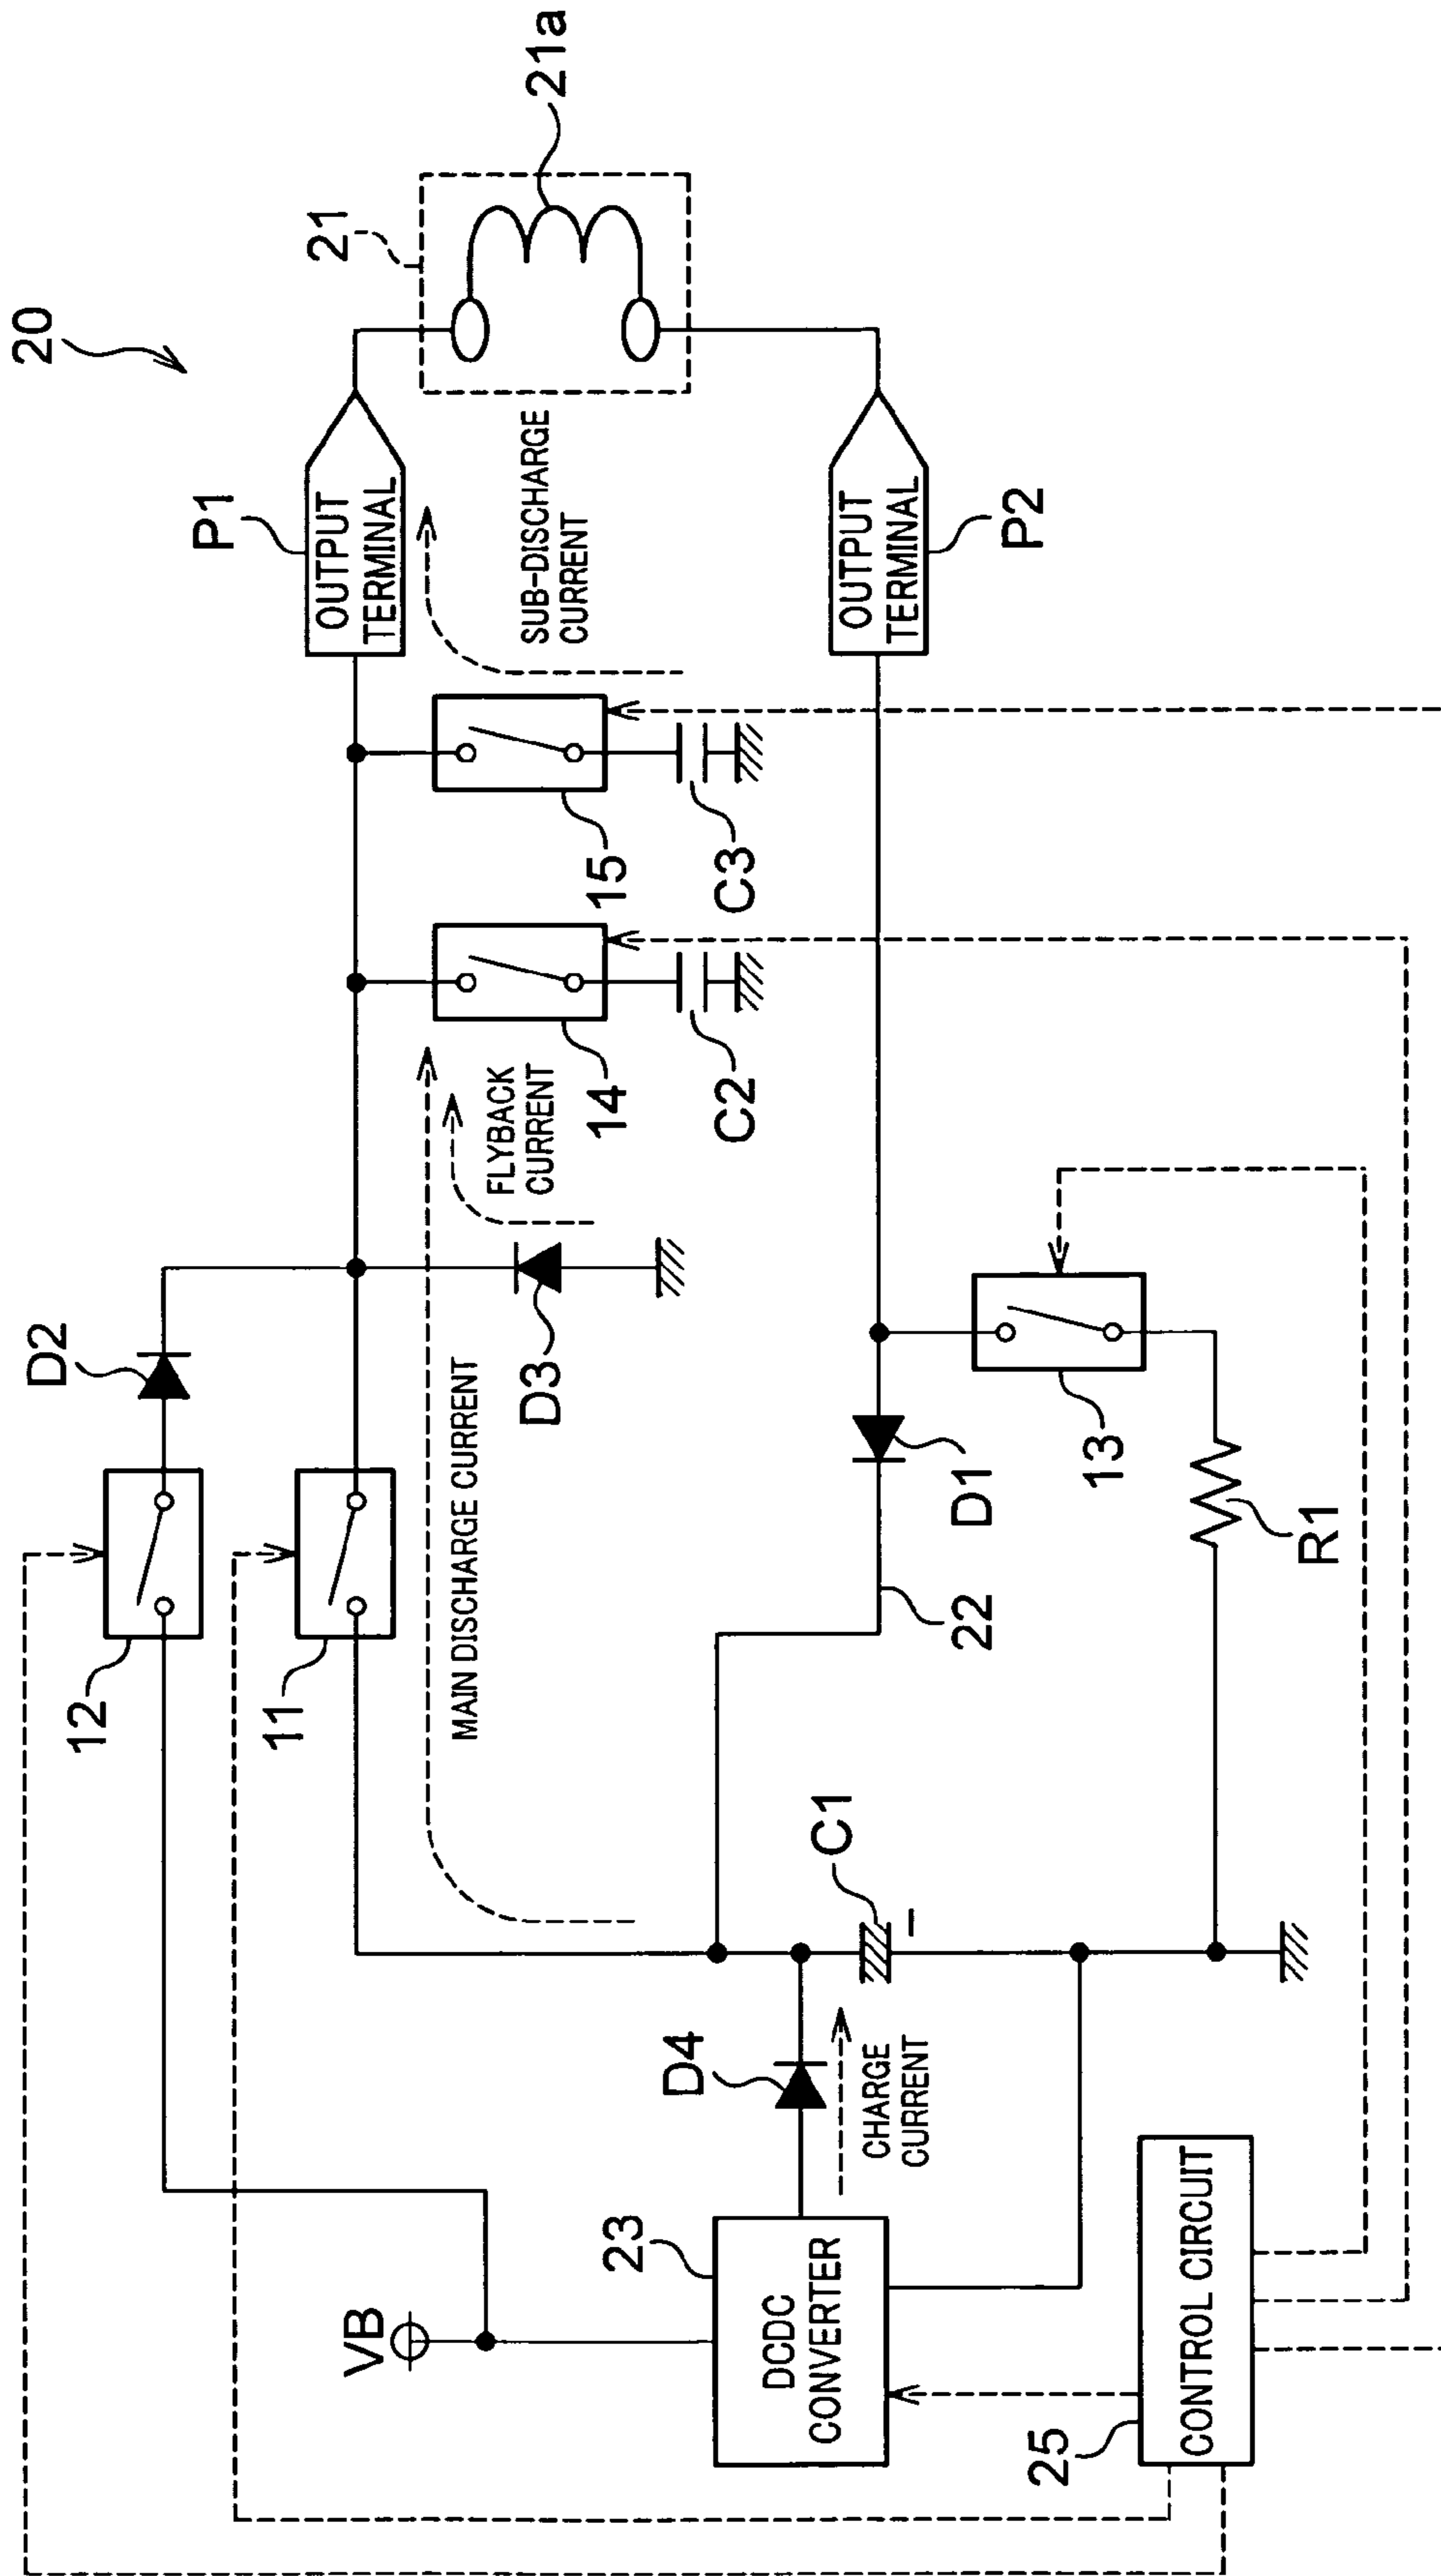 20
P1
OUTPUT
TERMINAL
21
21a
SUB-DISCHARGE
CURRENT
OUTPUT
TERMINAL
P2
15
C3
14
C2
FLYBACK
CURRENT
D2
D3
12
11
MAIN DISCHARGE CURRENT
D1
13
22
R1
C1
-
VB
23
DCDC
CONVERTER
D4
CHARGE
CURRENT
25
CONTROL CIRCUIT